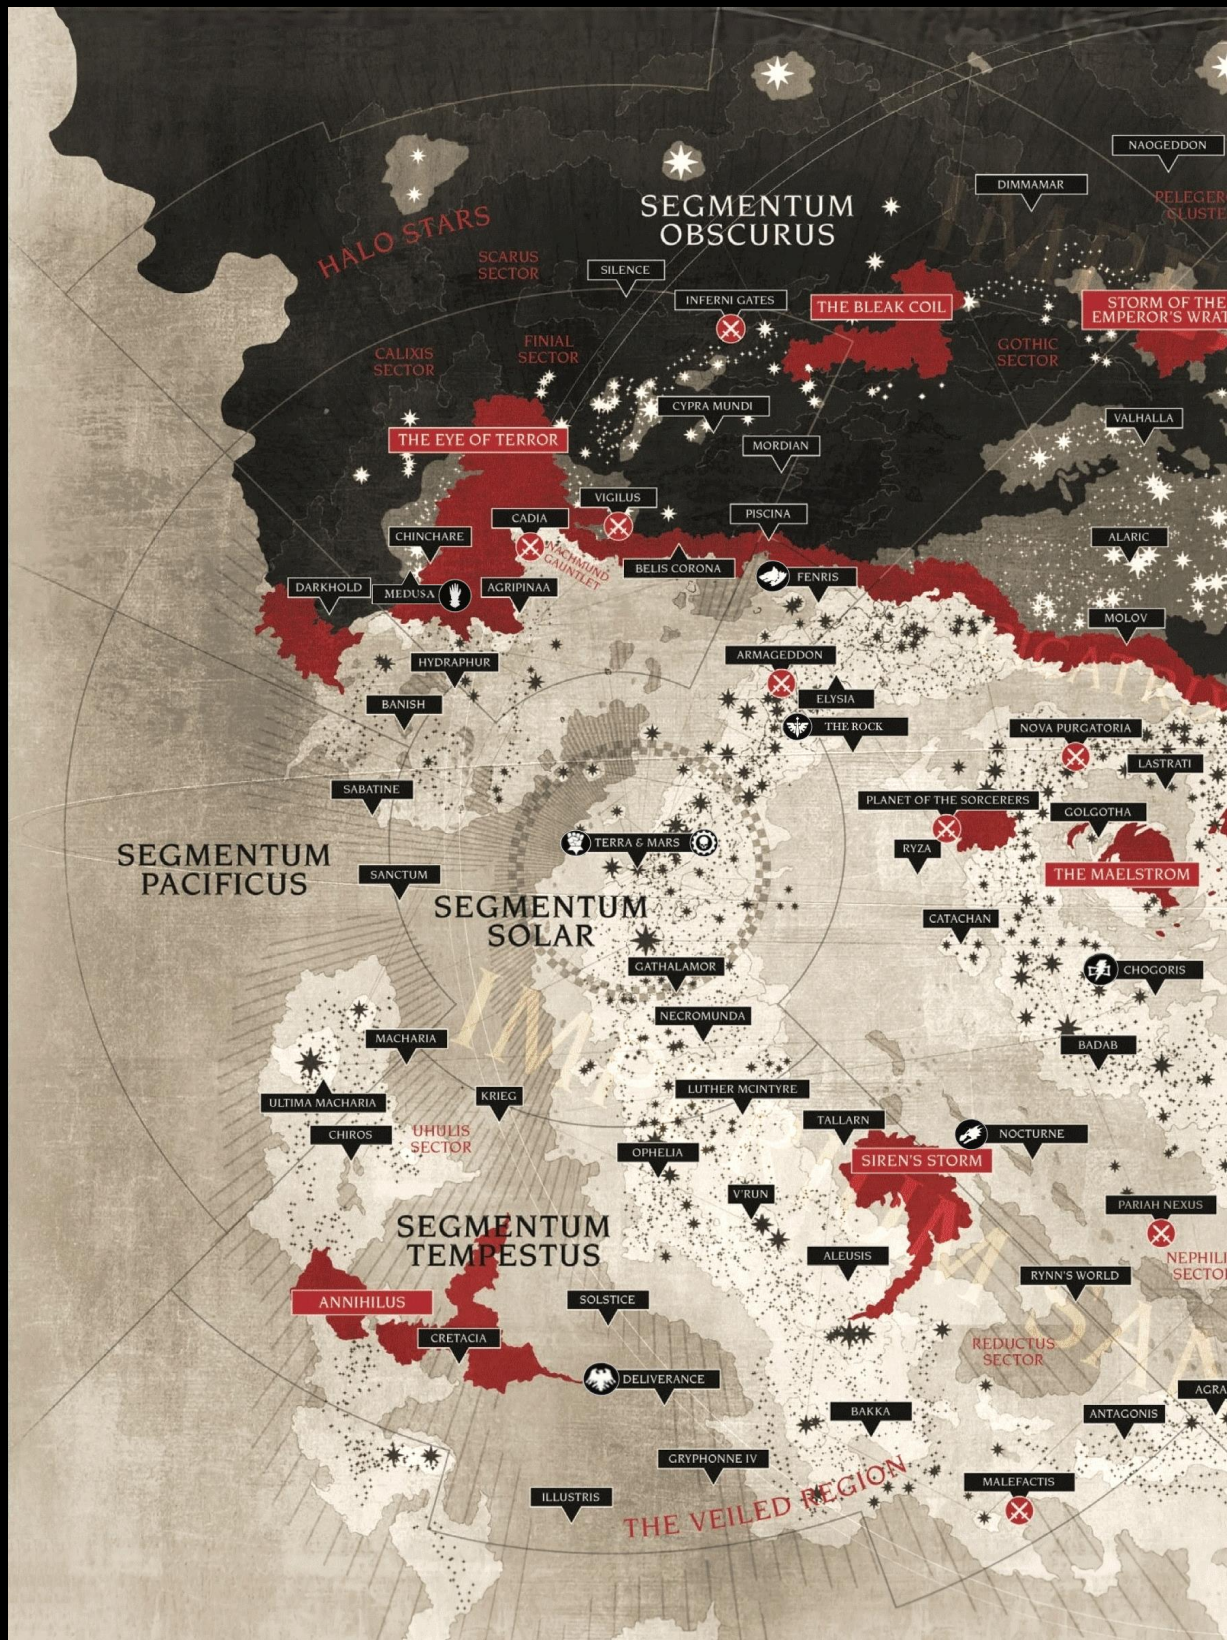 NAOGEDDON
DIMMAMAR
SEGMENTUM
OBSCURUS
HALO STARS
SCARUS
SECTOR
SILENCE
INFERNI GATES
THE BLEAK COIL
STORM OF THE
GOTHIC
SECTOR
FINIAL
SECTOR
CALIXIS
SECTOR
CYPRA MUNDI
VALHALLA
THE EYE OF TERROR
MORDIAN
VIGILUS
CADIA
PISCINA
CHINCHARE
ALARIC
NACHMUND
GAUNTLET
BELIS CORONA
FENRIS
DARKHOLD
MEDUSA
AGRIPINAA
MOLOV
HYDRAPHUR
ARMAGEDDON
ELYSIA
BANISH
THE ROCK
NOVA PURGATORIA
LASTRATI
SABATINE
PLANET OF THE SORCERERS
GOLGOTHA
TERRA & MARS
RYZA
SEGMENTUM
PACIFICUS
SANCTUM
THE MAELSTROM
SEGMENTUM
SOLAR
CATACHAN
GATHALAMOR
CHOGORIS
NECROMUNDA
MACHARIA
BADAB
LUTHER MCINTYRE
KRIEG
ULTIMA MACHARIA
TALLARN
NOCTURNE
CHIROS
UHULIS
SECTOR
OPHELIA
SIREN'S STORM
V'RUN
PARIAH NEXUS
SEGMENTUM
TEMPESTUS
ALEUSIS
RYNN'S WORLD
ANNIHILUS
SOLSTICE
CRETACIA
REDUCTUS
SECTOR
DELIVERANCE
BAKKA
ANTAGONIS
GRYPHONNE IV
MALEFACTIS
ILLUSTRIS
THE VEILED REGION